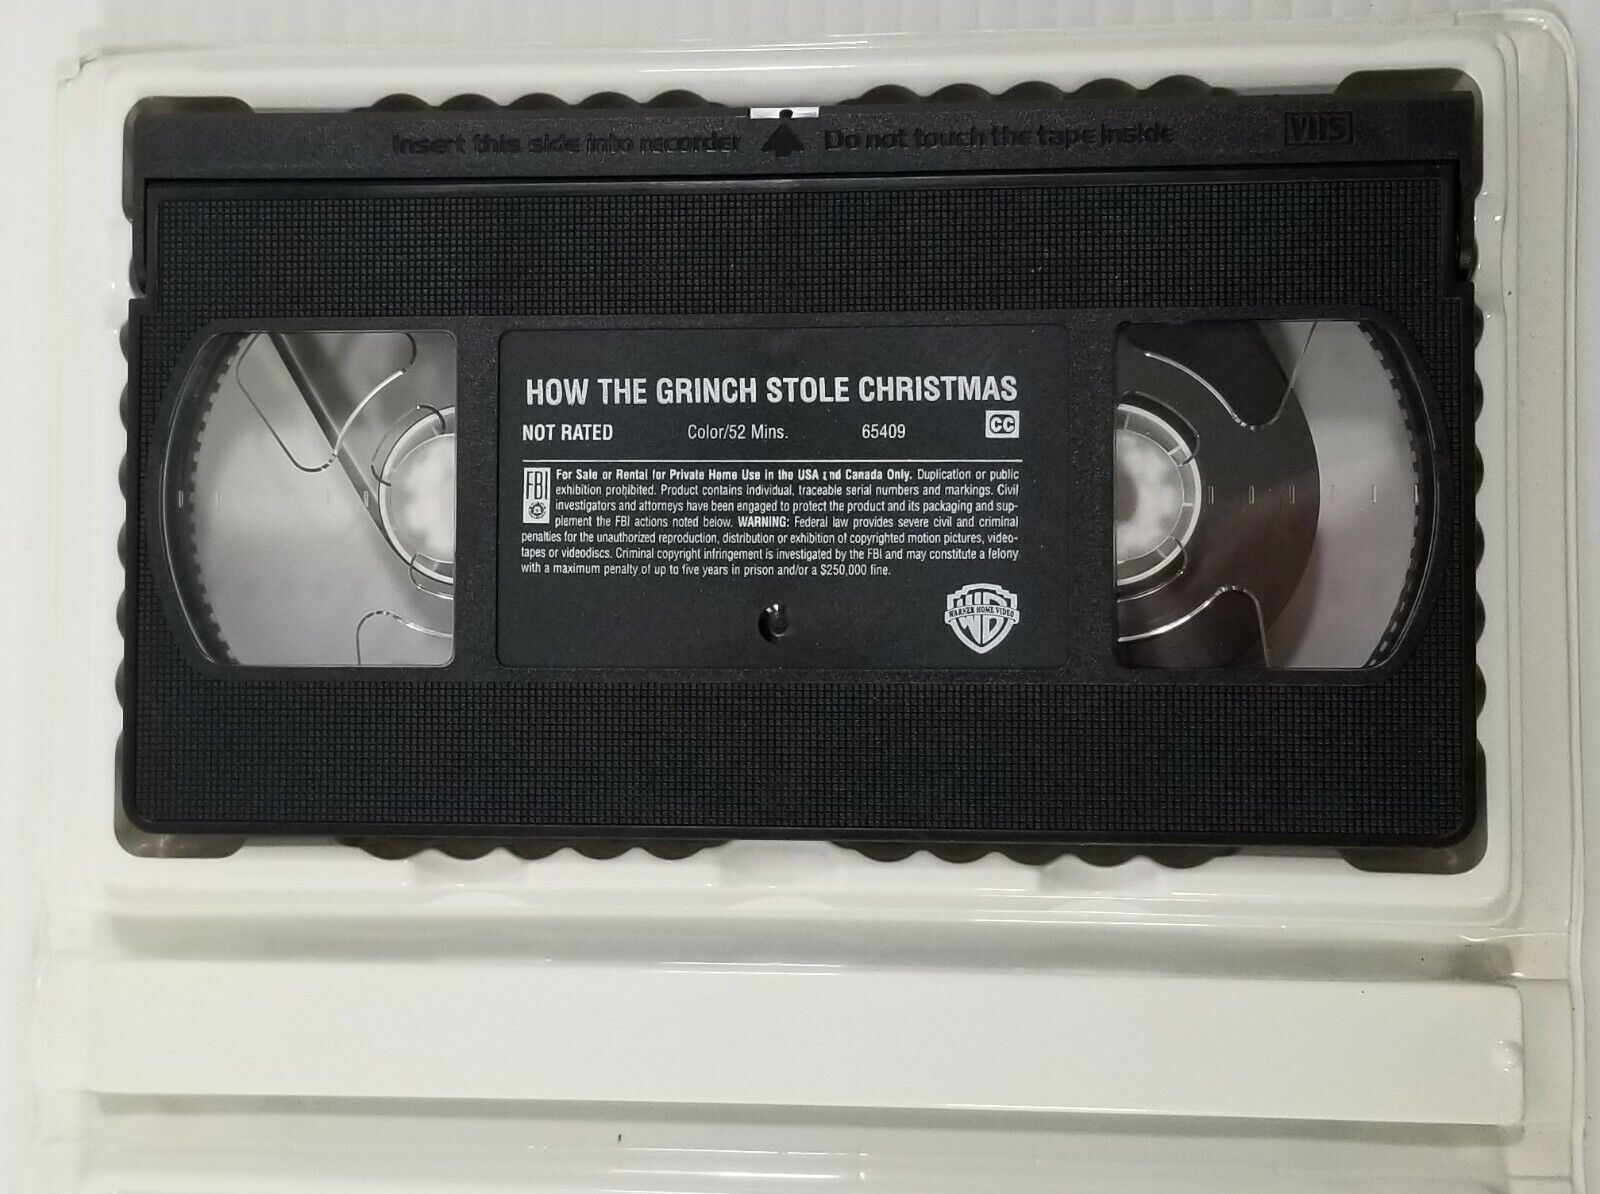 Insert this side into recorder Do not touch the tape inside VHS
HOW THE GRINCH STOLE CHRISTMAS
NOT RATED Color/52 Mins. 65409 CC
FBI For Sale or Rental for Private Home Use in the USA and Canada Only. Duplication or public
exhibition prohibited. Product contains individual, traceable serial numbers and markings. Civil
investigators and attorneys have been engaged to protect the product and its packaging and sup-
plement the FBI actions noted below. WARNING: Federal law provides severe civil and criminal
penalties for the unauthorized reproduction, distribution or exhibition of copyrighted motion pictures, video-
tapes or videodiscs. Criminal copyright infringement is investigated by the FBI and may constitute a felony
with a maximum penalty of up to five years in prison and/or a $250,000 fine.
WARNER HOME VIDEO
WB